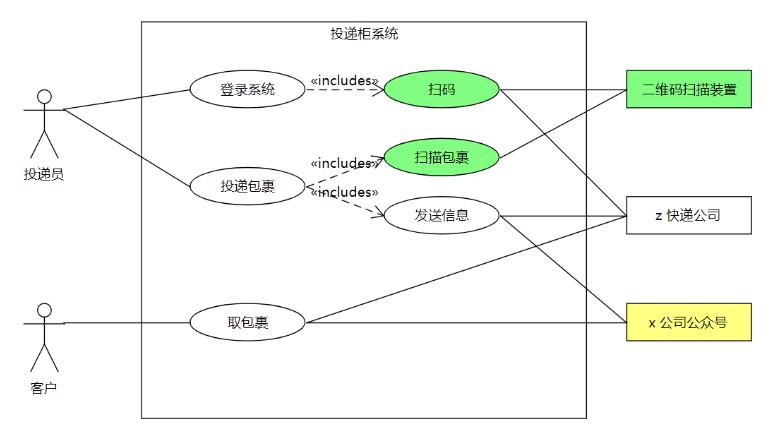 投递柜系统
登录系统
«includes»
扫码
二维码扫描装置
投递员
«includes»
扫描包裹
投递包裹
«includes»
发送信息
z 快递公司
取包裹
x 公司公众号
客户